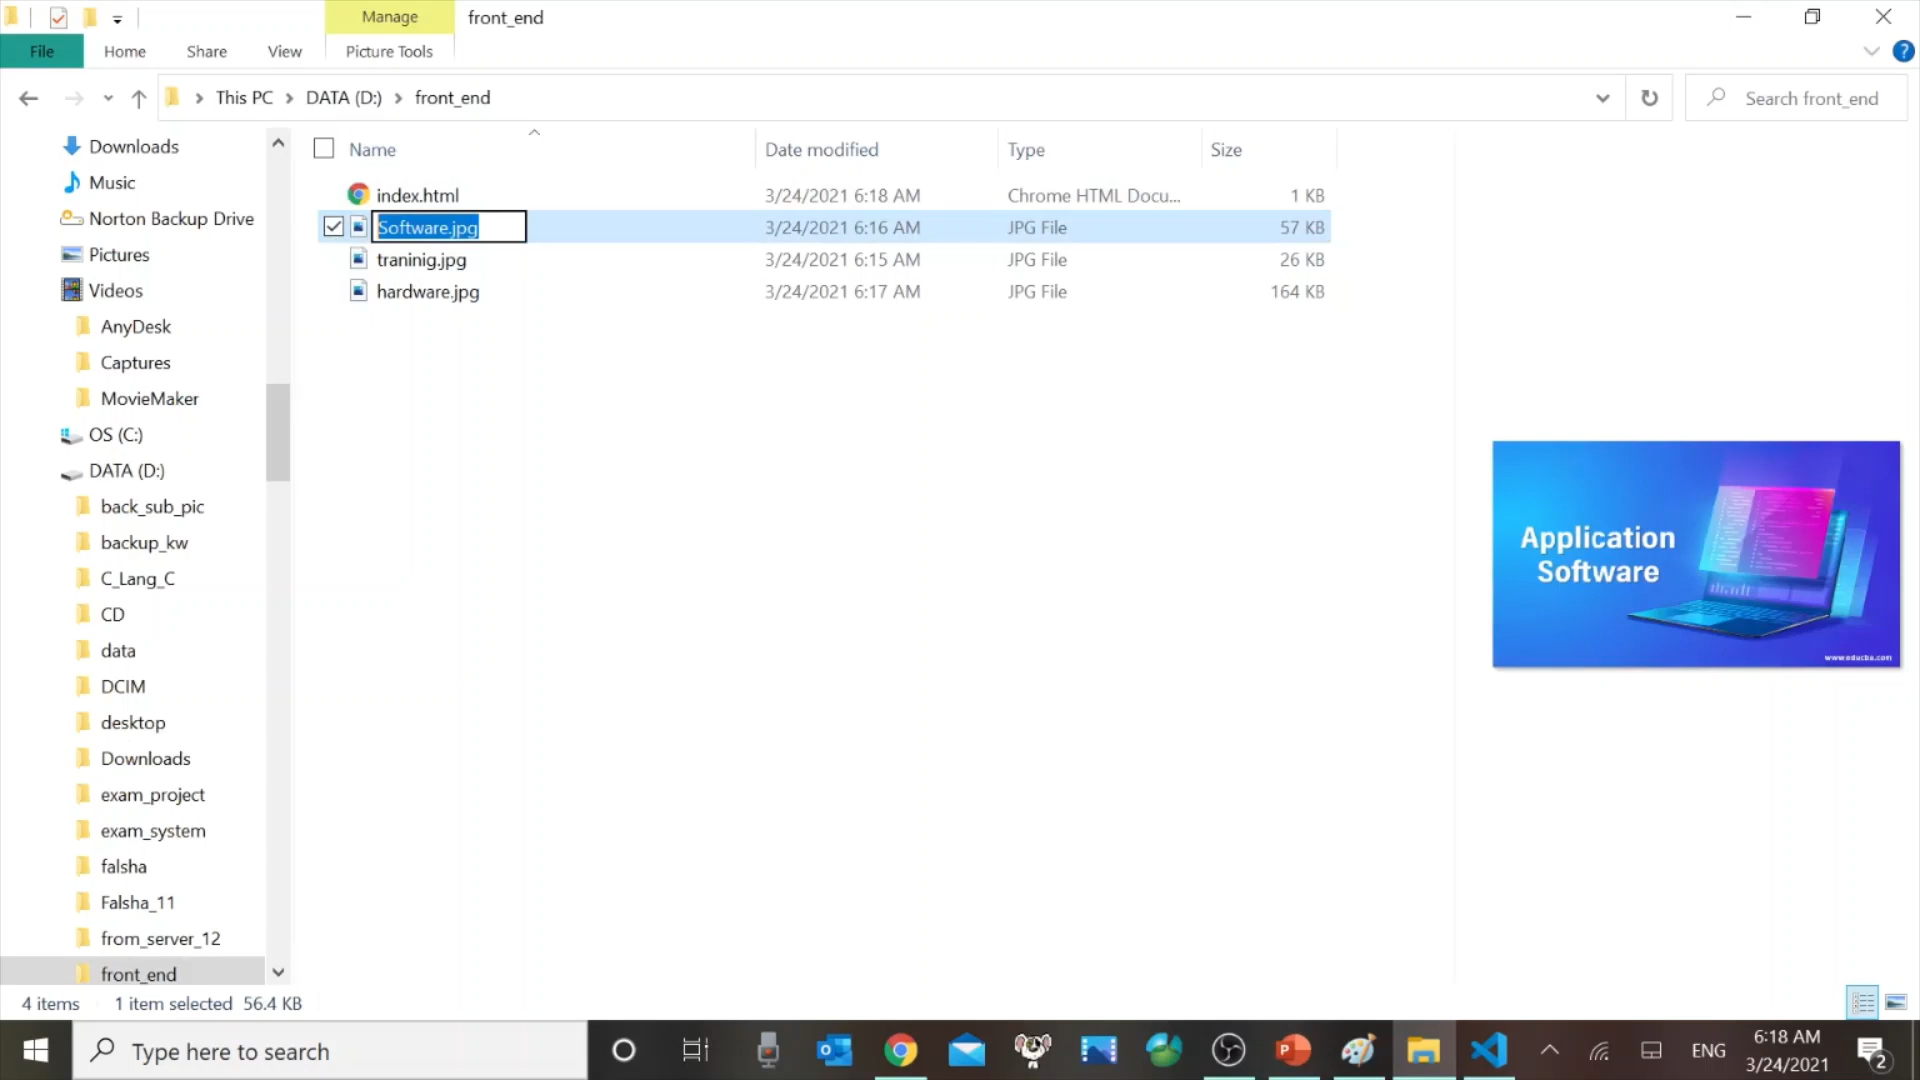 Manage
front_end
File
Home
Share
View
Picture Tools
This PC
DATA (D:)
front_end
Search front_end
Name
Date modified
Type
Size
index.html
3/24/2021 6:18 AM
Chrome HTML Docu...
1 KB
Software.jpg
3/24/2021 6:16 AM
JPG File
57 KB
traninig.jpg
3/24/2021 6:15 AM
JPG File
26 KB
hardware.jpg
3/24/2021 6:17 AM
JPG File
164 KB
Downloads
Music
Norton Backup Drive
Pictures
Videos
AnyDesk
Captures
MovieMaker
OS (C:)
DATA (D:)
back_sub_pic
backup_kw
C_Lang_C
CD
data
DCIM
desktop
Downloads
exam_project
exam_system
falsha
Falsha_11
from_server_12
front_end
Application
Software
www.educba.com
4 items
1 item selected 56.4 KB
Type here to search
ENG
6:18 AM
3/24/2021
2